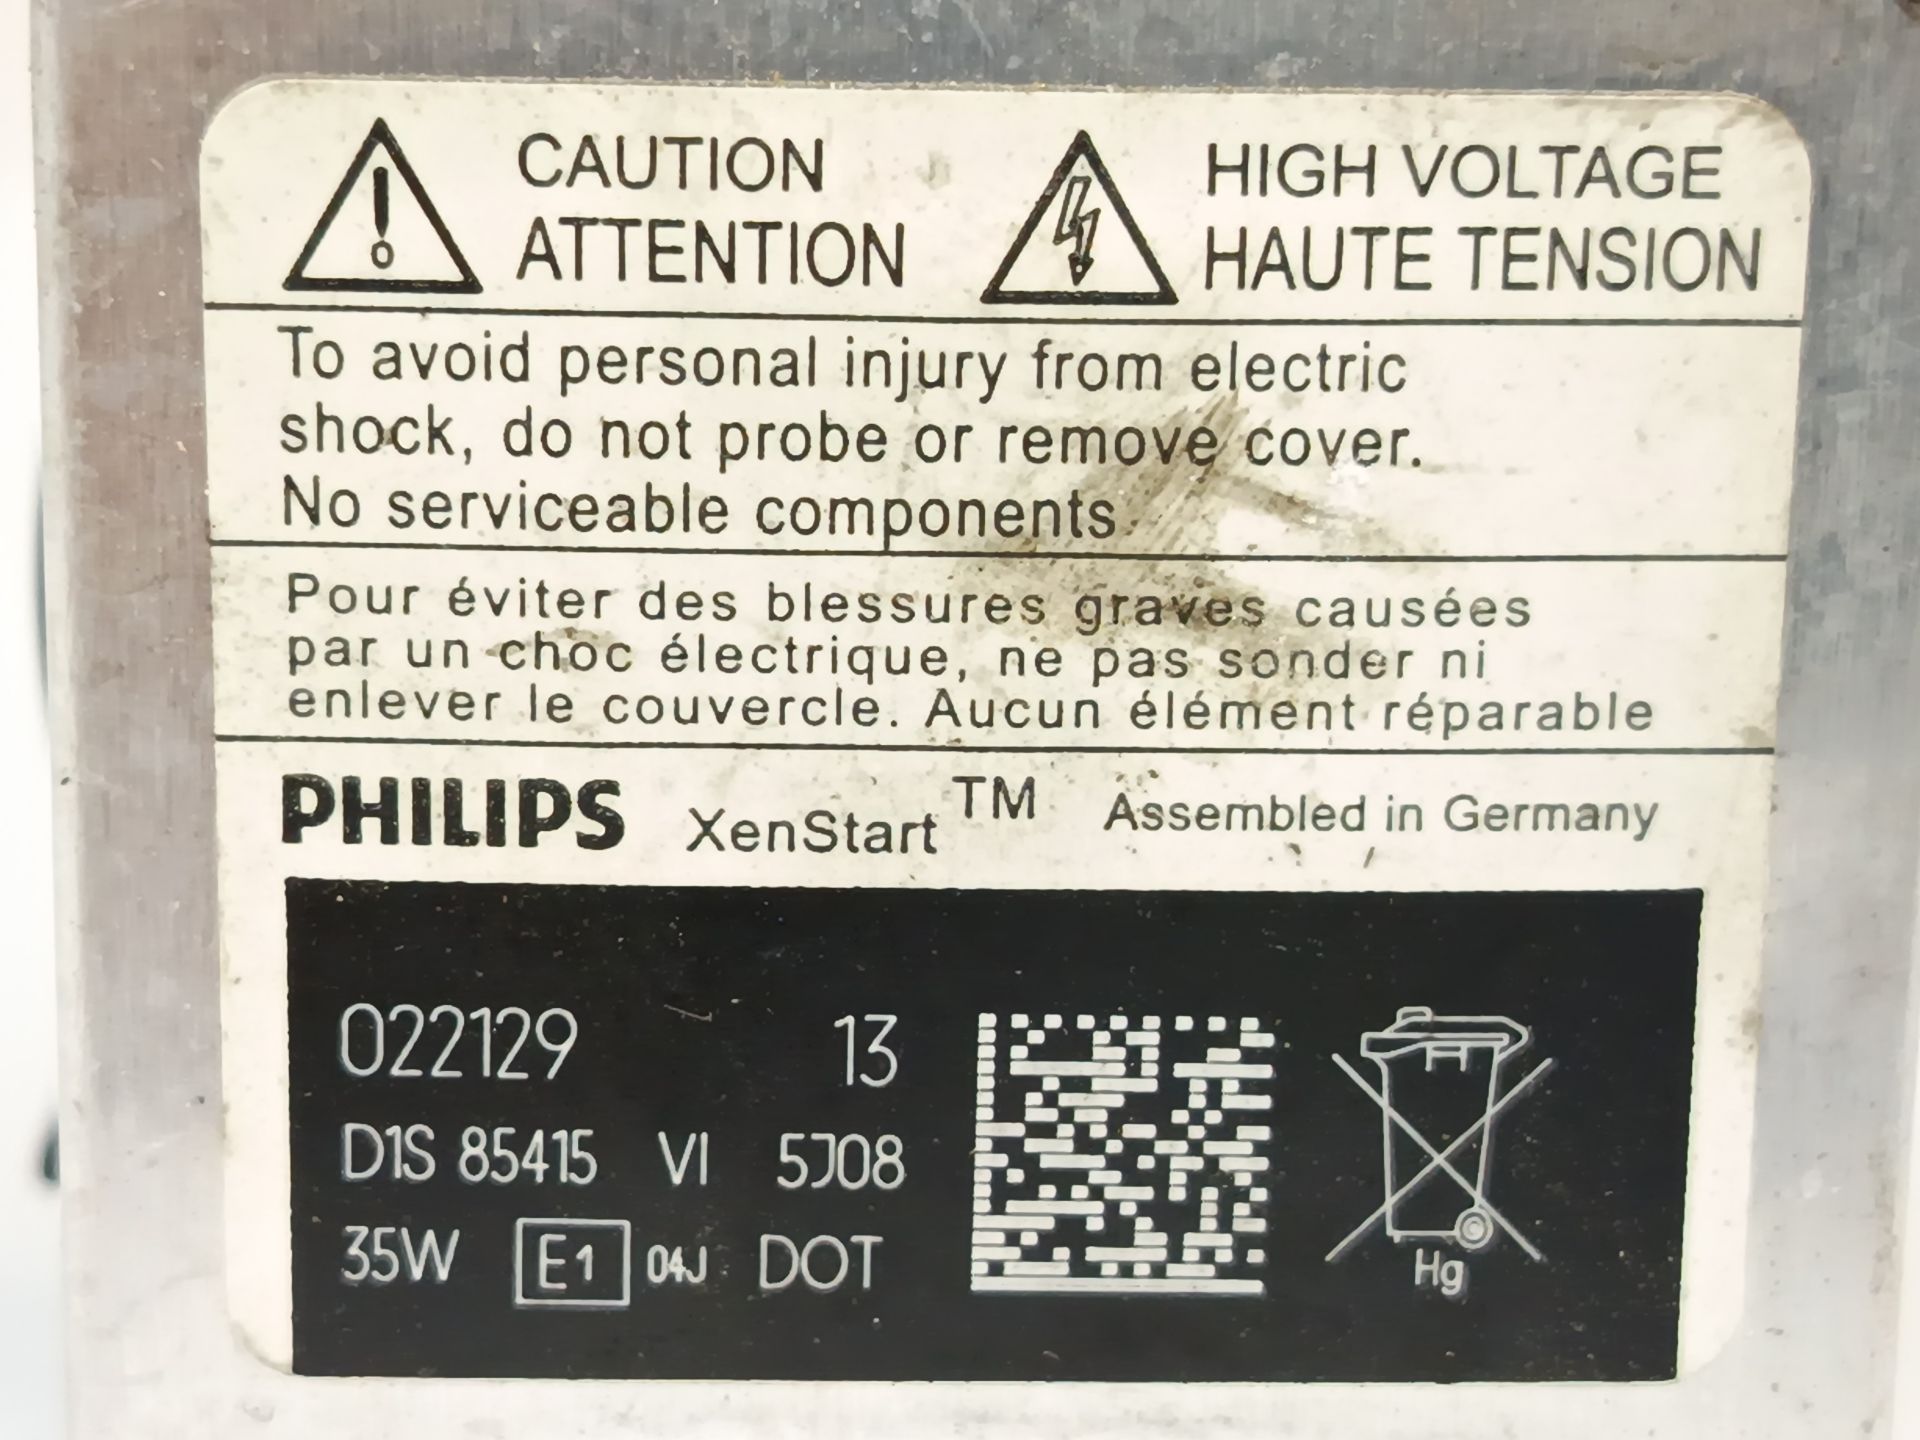 CAUTION
ATTENTION
HIGH VOLTAGE
HAUTE TENSION
To avoid personal injury from electric
shock, do not probe or remove cover.
No serviceable components
Pour éviter des blessures graves causées
par un choc électrique, ne pas sonder ni
enlever le couvercle. Aucun élément réparable
PHILIPS XenStart™ Assembled in Germany
022129 13
D1S 85415 VI 5J08
35W E1 04J DOT
Hg